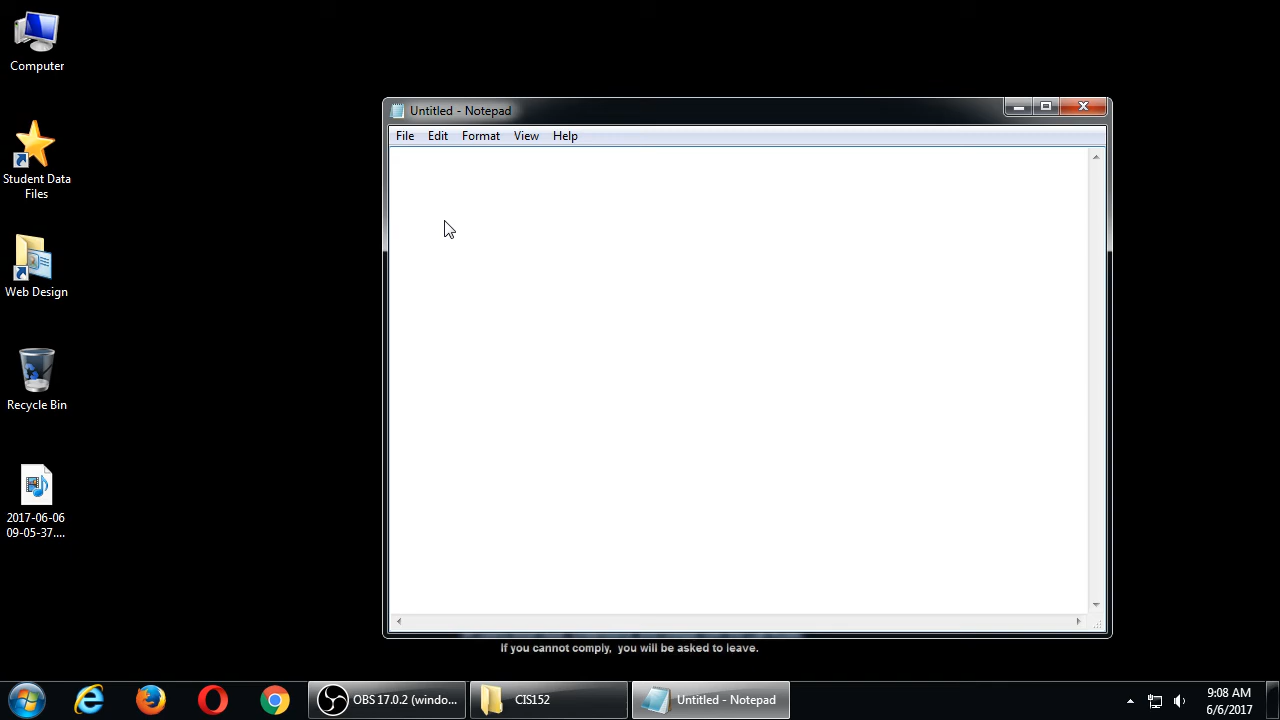 Computer
Student Data
Files
Web Design
Recycle Bin
2017-06-06
09-05-37....
Untitled - Notepad
File Edit Format View Help
If you cannot comply, you will be asked to leave.
OBS 17.0.2 (windo...
CIS152
Untitled - Notepad
9:08 AM
6/6/2017